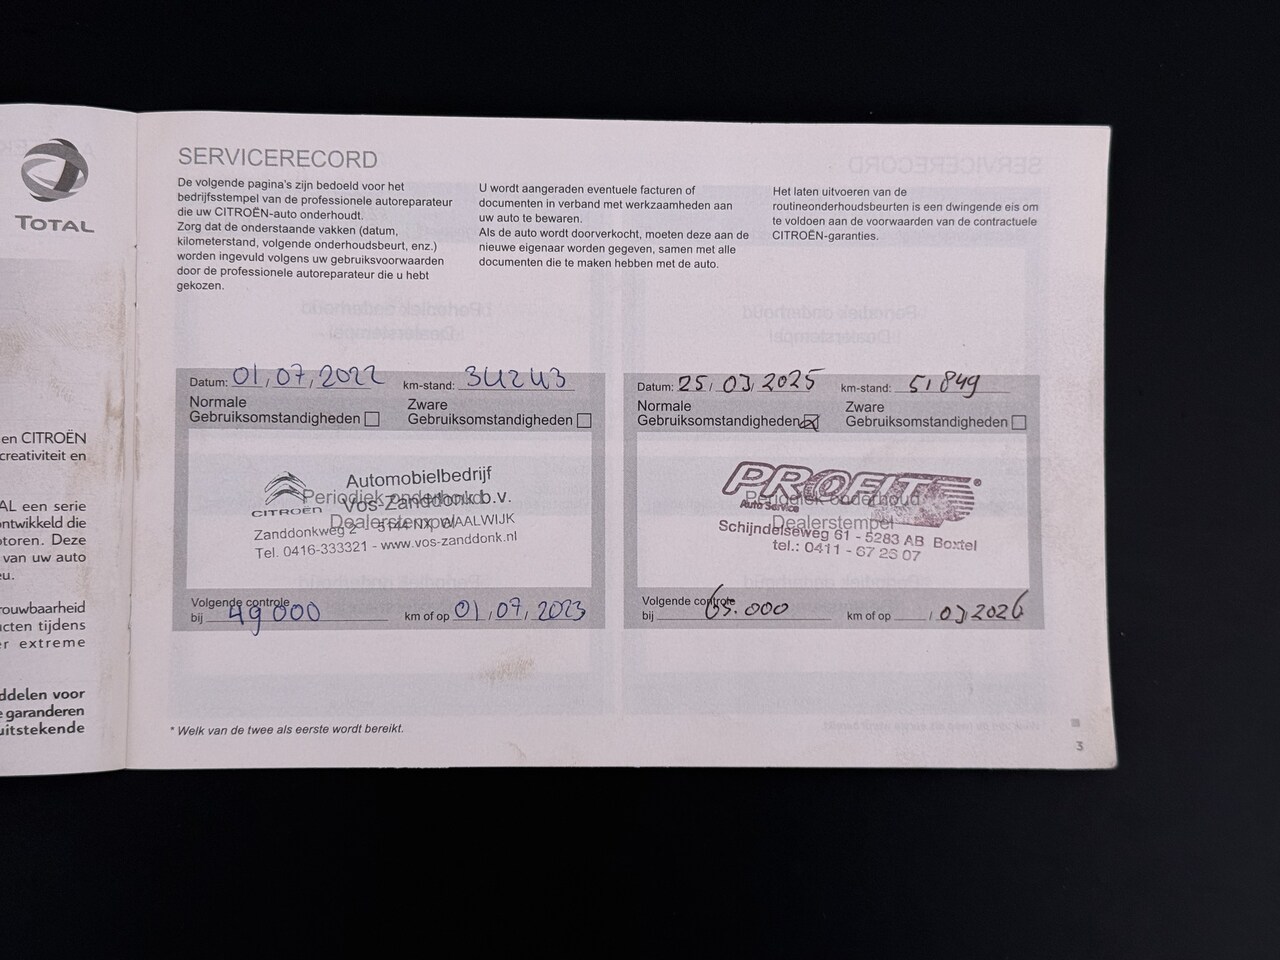 TOTAL
en CITROËN
creativiteit en
AL een serie
ontwikkeld die
otoren. Deze
van uw auto
eu.
rouwbaarheid
ucten tijdens
er extreme
ddelen voor
e garanderen
uitstekende
SERVICERECORD
De volgende pagina's zijn bedoeld voor het
bedrijfsstempel van de professionele autoreparateur
die uw CITROËN-auto onderhoudt.
Zorg dat de onderstaande vakken (datum,
kilometerstand, volgende onderhoudsbeurt, enz.)
worden ingevuld volgens uw gebruiksvoorwaarden
door de professionele autoreparateur die u hebt
gekozen.
U wordt aangeraden eventuele facturen of
documenten in verband met werkzaamheden aan
uw auto te bewaren.
Als de auto wordt doorverkocht, moeten deze aan de
nieuwe eigenaar worden gegeven, samen met alle
documenten die te maken hebben met de auto.
Het laten uitvoeren van de
routineonderhoudsbeurten is een dwingende eis om
te voldoen aan de voorwaarden van de contractuele
CITROËN-garanties.
Datum: 01,07,2022 km-stand: 34243
Normale
Gebruiksomstandigheden
Zware
Gebruiksomstandigheden
Automobielbedrijf
Periodiek onderhoud
Vos-Zanddonk b.v.
CITROËN
Dealerstempel
Zanddonkweg 2 - 5144 NX WAALWIJK
Tel. 0416-333321 - www.vos-zanddonk.nl
Volgende controle
bij 49000 km of op 01,07,2023
Datum: 25,03,2025 km-stand: 51849
Normale
Gebruiksomstandigheden
Zware
Gebruiksomstandigheden
PROFILE
Periodiek onderhoud
Auto Service
Dealerstempel
Schijndelseweg 61 - 5283 AB Boxtel
tel.: 0411 - 67 26 07
Volgende controle
bij 65.000 km of op / 03,2026
* Welk van de twee als eerste wordt bereikt.
3